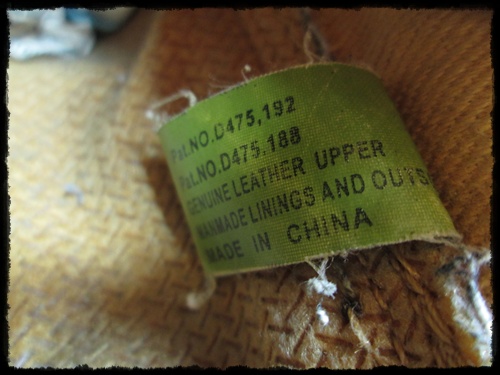 Pat.NO.D475,192
Pat.NO.D475.188
GENUINE LEATHER UPPER
MANMADE LININGS AND OUTS
MADE IN CHINA